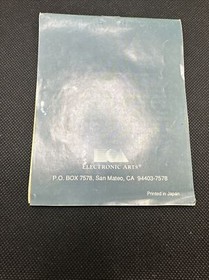 ELECTRONIC ARTS®
P.O. BOX 7578, San Mateo, CA 94403-7578
Printed in Japan